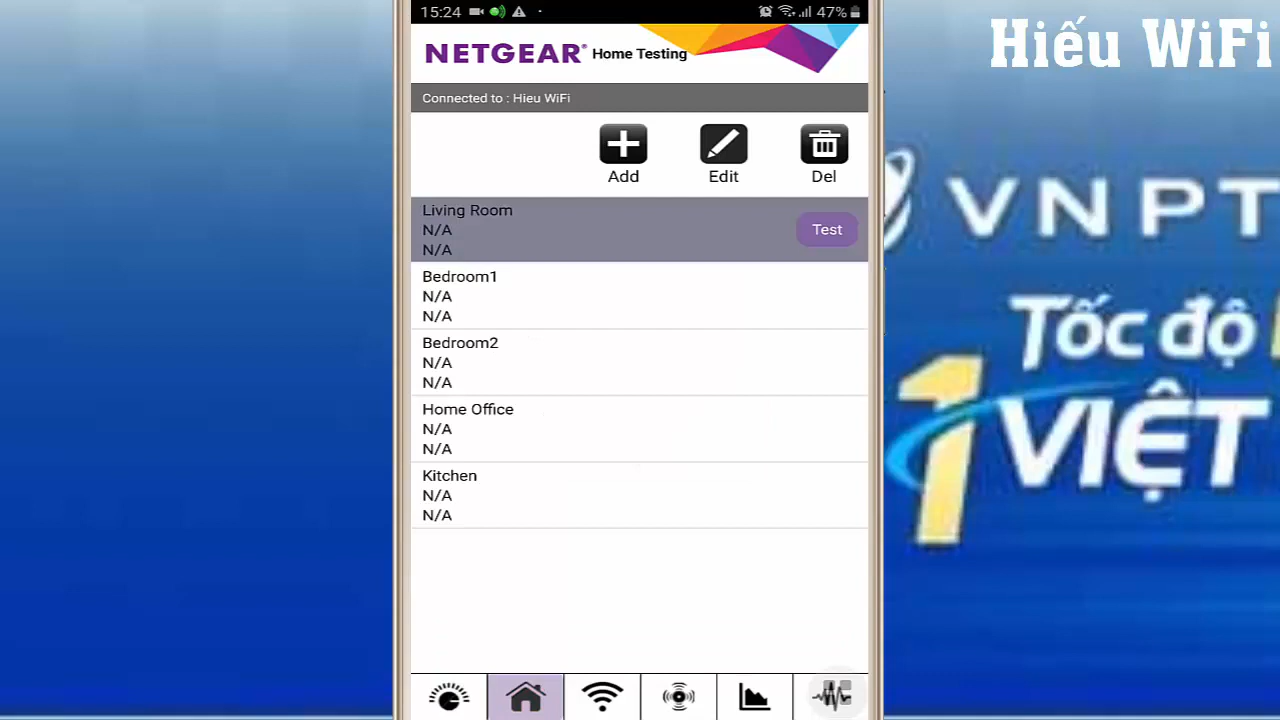 15:24
47%
Hiếu WiFi
NETGEAR® Home Testing
Connected to : Hieu WiFi
Add
Edit
Del
Living Room
N/A
N/A
Test
Bedroom1
N/A
N/A
Bedroom2
N/A
N/A
Home Office
N/A
N/A
Kitchen
N/A
N/A
VNPT
Tốc độ
1 VIỆT